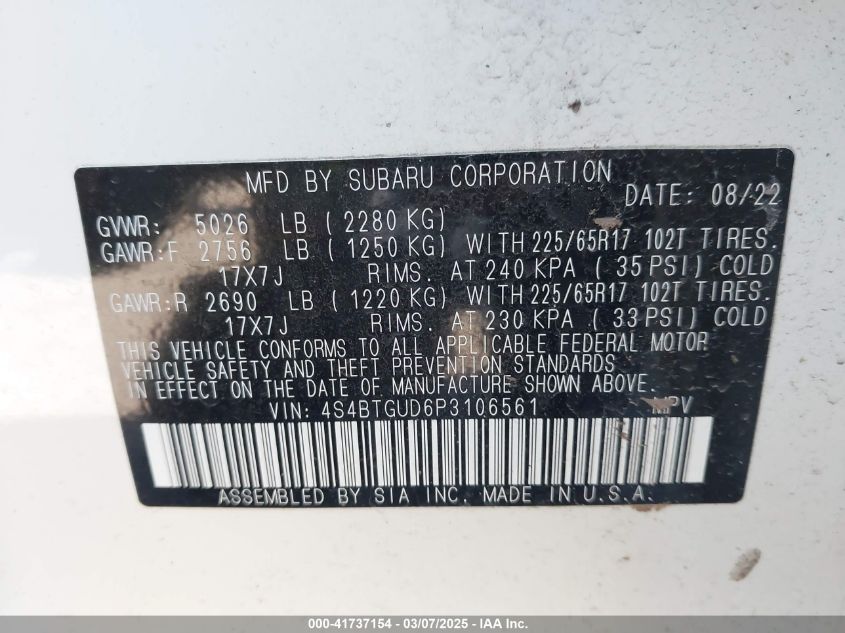 MFD BY SUBARU CORPORATION
DATE: 08/22
GVWR: 5026 LB ( 2280 KG)
GAWR:F 2756 LB ( 1250 KG) WITH 225/65R17 102T TIRES.
17X7J RIMS. AT 240 KPA ( 35 PSI) COLD
GAWR:R 2690 LB ( 1220 KG) WITH 225/65R17 102T TIRES.
17X7J RIMS. AT 230 KPA ( 33 PSI) COLD
THIS VEHICLE CONFORMS TO ALL APPLICABLE FEDERAL MOTOR
VEHICLE SAFETY AND THEFT PREVENTION STANDARDS
IN EFFECT ON THE DATE OF MANUFACTURE SHOWN ABOVE.
VIN: 4S4BTGUD6P3106561 MPV
ASSEMBLED BY SIA INC. MADE IN U.S.A.
000-41737154 - 03/07/2025 - IAA Inc.